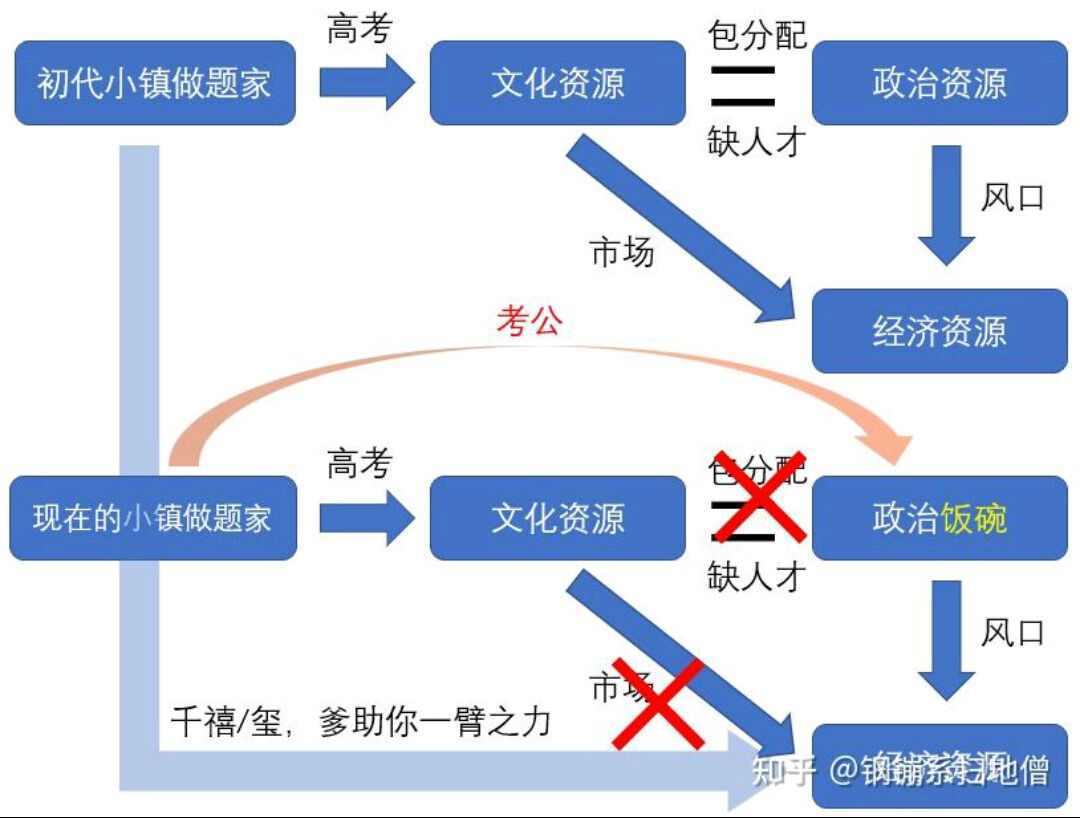 高考
包分配
初代小镇做题家
文化资源
政治资源
缺人才
风口
市场
经济资源
考公
高考
包分配
现在的小镇做题家
文化资源
政治饭碗
缺人才
风口
市场
千禧/玺，爹助你一臂之力
经济资源
知乎 @钢镚系扫地僧